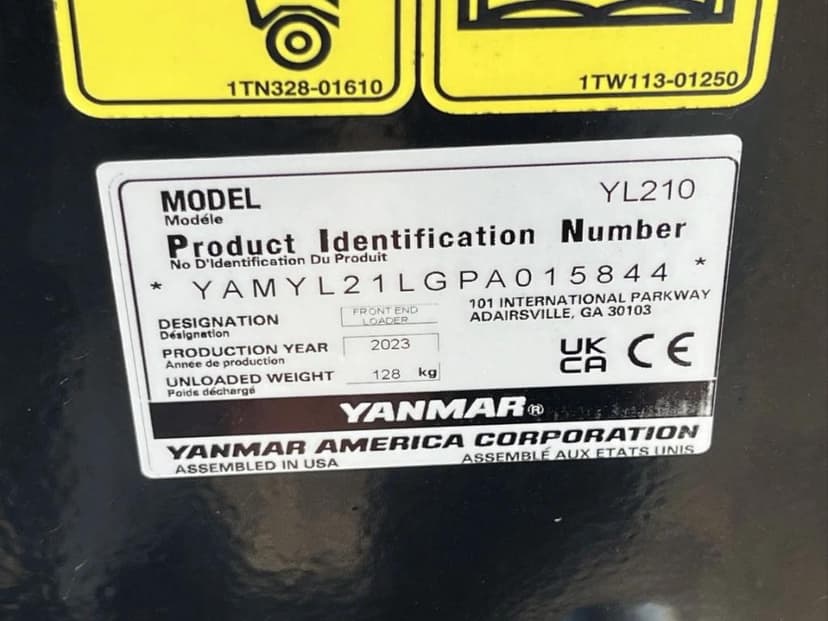 1TN328-01610
1TW113-01250
MODEL YL210
Modéle
Product Identification Number
No D'Identification Du Produit
* YAMYL21LGPA015844 *
101 INTERNATIONAL PARKWAY
ADAIRSVILLE, GA 30103
DESIGNATION FRONT END LOADER
Désignation
PRODUCTION YEAR 2023
Année de production
UNLOADED WEIGHT 128 kg
Poids déchargé
UK
CA CE
YANMAR®
YANMAR AMERICA CORPORATION
ASSEMBLED IN USA ASSEMBLÉ AUX ETATS UNIS